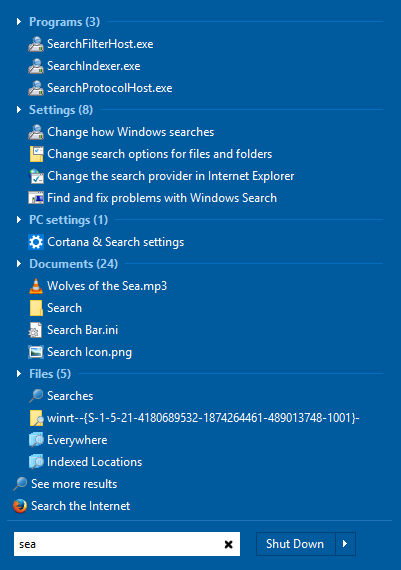 Programs (3)
SearchFilterHost.exe
SearchIndexer.exe
SearchProtocolHost.exe
Settings (8)
Change how Windows searches
Change search options for files and folders
Change the search provider in Internet Explorer
Find and fix problems with Windows Search
PC settings (1)
Cortana & Search settings
Documents (24)
Wolves of the Sea.mp3
Search
Search Bar.ini
Search Icon.png
Files (5)
Searches
winrt--{S-1-5-21-4180689532-1874264461-489013748-1001}-
Everywhere
Indexed Locations
See more results
Search the Internet
sea
Shut Down